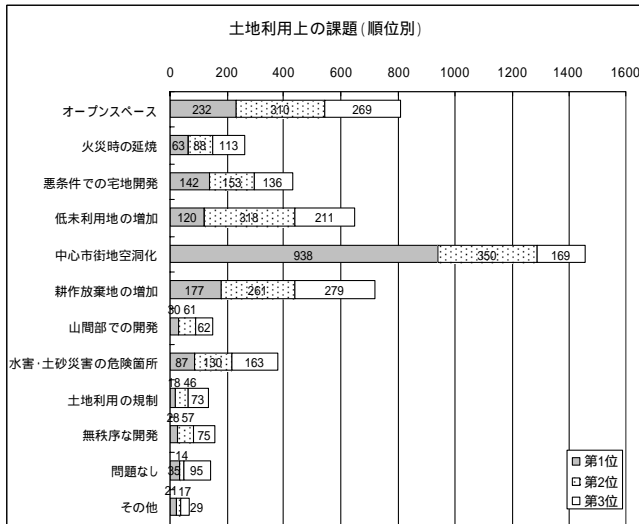 土地利用上の課題(順位別)
0 200 400 600 800 1000 1200 1400 1600
オープンスペース 232 310 269
火災時の延焼 63 88 113
悪条件での宅地開発 142 153 136
低未利用地の増加 120 318 211
中心市街地空洞化 938 350 169
耕作放棄地の増加 177 261 279
山間部での開発 30 61 62
水害・土砂災害の危険箇所 87 130 163
土地利用の規制 18 46 73
無秩序な開発 28 57 75
問題なし 35 14 95
その他 21 17 29
第1位
第2位
第3位